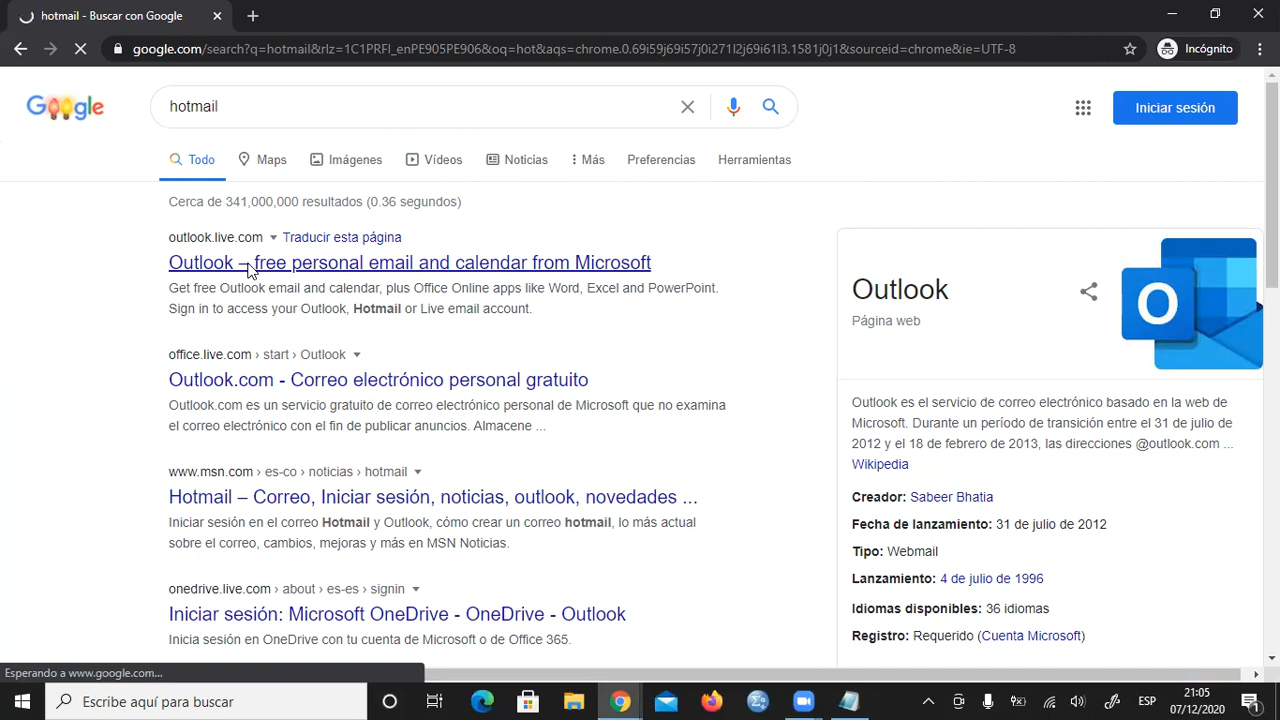 hotmail - Buscar con Google
google.com/search?q=hotmail&rlz=1C1PRFI_enPE905PE906&oq=hot&aqs=chrome.0.69i59j69i57j0i271l2j69i61l3.1581j0j1&sourceid=chrome&ie=UTF-8
Incógnito
Google
hotmail
Iniciar sesión
Todo
Maps
Imágenes
Vídeos
Noticias
Más
Preferencias
Herramientas
Cerca de 341,000,000 resultados (0.36 segundos)
outlook.live.com Traducir esta página
Outlook – free personal email and calendar from Microsoft
Get free Outlook email and calendar, plus Office Online apps like Word, Excel and PowerPoint.
Sign in to access your Outlook, Hotmail or Live email account.
office.live.com › start › Outlook
Outlook.com - Correo electrónico personal gratuito
Outlook.com es un servicio gratuito de correo electrónico personal de Microsoft que no examina
el correo electrónico con el fin de publicar anuncios. Almacene ...
www.msn.com › es-co › noticias › hotmail
Hotmail – Correo, Iniciar sesión, noticias, outlook, novedades ...
Iniciar sesión en el correo Hotmail y Outlook, cómo crear un correo hotmail, lo más actual
sobre el correo, cambios, mejoras y más en MSN Noticias.
onedrive.live.com › about › es-es › signin
Iniciar sesión: Microsoft OneDrive - OneDrive - Outlook
Inicia sesión en OneDrive con tu cuenta de Microsoft o de Office 365.
Outlook
Página web
Outlook es el servicio de correo electrónico basado en la web de
Microsoft. Durante un período de transición entre el 31 de julio de
2012 y el 18 de febrero de 2013, las direcciones @outlook.com ...
Wikipedia
Creador: Sabeer Bhatia
Fecha de lanzamiento: 31 de julio de 2012
Tipo: Webmail
Lanzamiento: 4 de julio de 1996
Idiomas disponibles: 36 idiomas
Registro: Requerido (Cuenta Microsoft)
Esperando a www.google.com...
Escribe aquí para buscar
ESP
21:05
07/12/2020
1